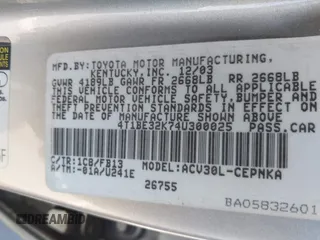 MFD BY: TOYOTA MOTOR MANUFACTURING,
KENTUCKY, INC. 12/03
GVWR 4189LB GAWR FR 2668LB RR 2668LB
THIS VEHICLE CONFORMS TO ALL APPLICABLE
FEDERAL MOTOR VEHICLE SAFETY, BUMPER AND
THEFT PREVENTION STANDARDS IN EFFECT ON
THE DATE OF MANUFACTURE SHOWN ABOVE.
4T1BE32K74U300025 PASS.CAR
C/TR: 1C8/FB13 MODEL: ACV30L-CEPNKA
A/TM: -01A/U241E
26755
BA05832601
© DREAMBID